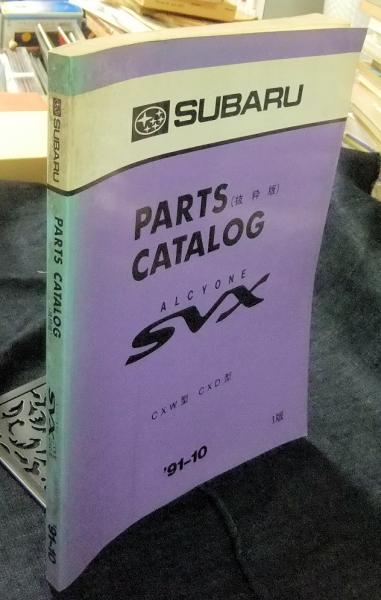 SUBARU
PARTS (抜粋版)
CATALOG
ALCYONE
SVX
CXW型 CXD型
1版
'91-10
SUBARU
PARTS CATALOG
SVX
'91-10